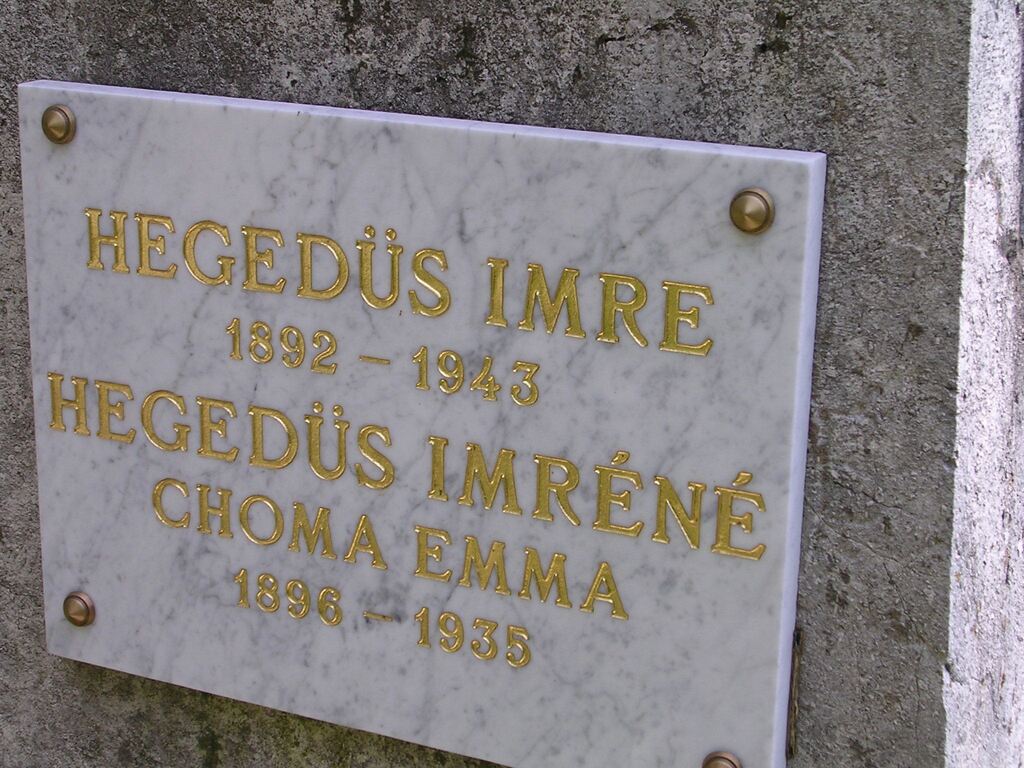 HEGEDÜS IMRE
1892 - 1943
HEGEDÜS IMRÉNÉ
CHOMA EMMA
1896 - 1935